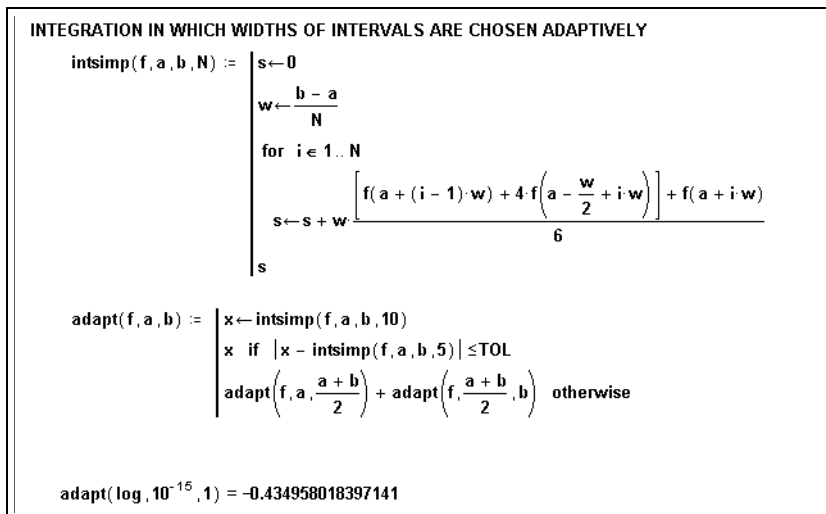 INTEGRATION IN WHICH WIDTHS OF INTERVALS ARE CHOSEN ADAPTIVELY
intsimp(f,a,b,N) := s←0
w← (b − a)/N
for i ∈ 1.. N
s←s + w·([f(a + (i − 1)·w) + 4·f(a − w/2 + i·w)] + f(a + i·w))/6
s
adapt(f,a,b) := x←intsimp(f,a,b,10)
x if |x − intsimp(f,a,b,5)| ≤TOL
adapt(f,a,(a + b)/2) + adapt(f,(a + b)/2,b) otherwise
adapt(log,10⁻¹⁵,1) = −0.434958018397141